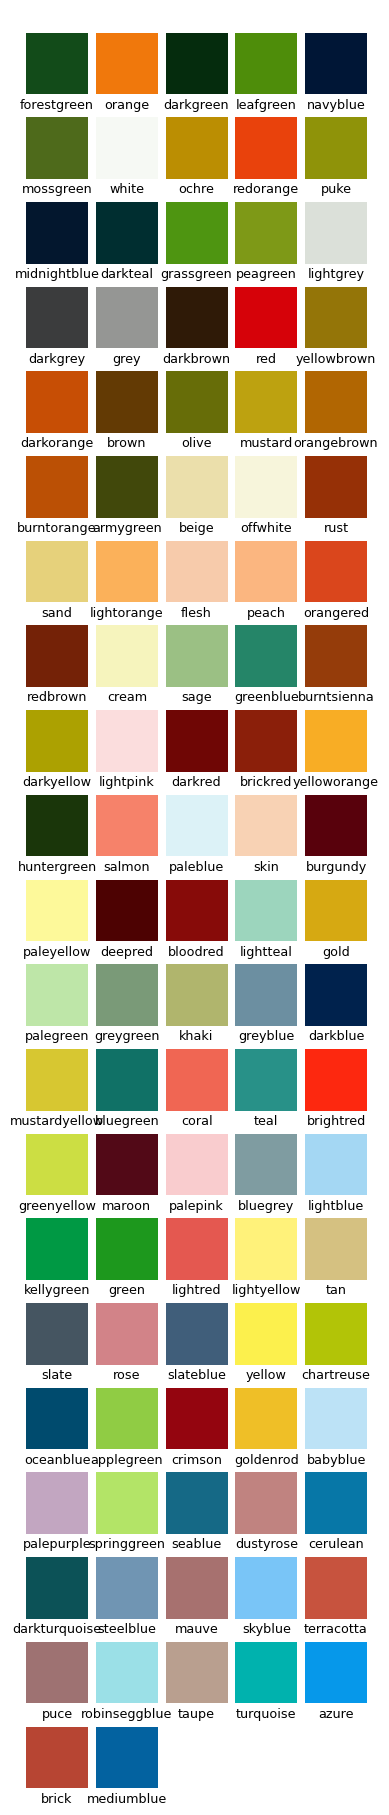 forestgreen orange darkgreen leafgreen navyblue
mossgreen white ochre redorange puke
midnightblue darkteal grassgreen peagreen lightgrey
darkgrey grey darkbrown red yellowbrown
darkorange brown olive mustard orangebrown
burntorange armygreen beige offwhite rust
sand lightorange flesh peach orangered
redbrown cream sage greenblue burntsienna
darkyellow lightpink darkred brickred yelloworange
huntergreen salmon paleblue skin burgundy
paleyellow deepred bloodred lightteal gold
palegreen greygreen khaki greyblue darkblue
mustardyellow bluegreen coral teal brightred
greenyellow maroon palepink bluegrey lightblue
kellygreen green lightred lightyellow tan
slate rose slateblue yellow chartreuse
oceanblue applegreen crimson goldenrod babyblue
palepurple springgreen seablue dustyrose cerulean
darkturquoise steelblue mauve skyblue terracotta
puce robinseggblue taupe turquoise azure
brick mediumblue